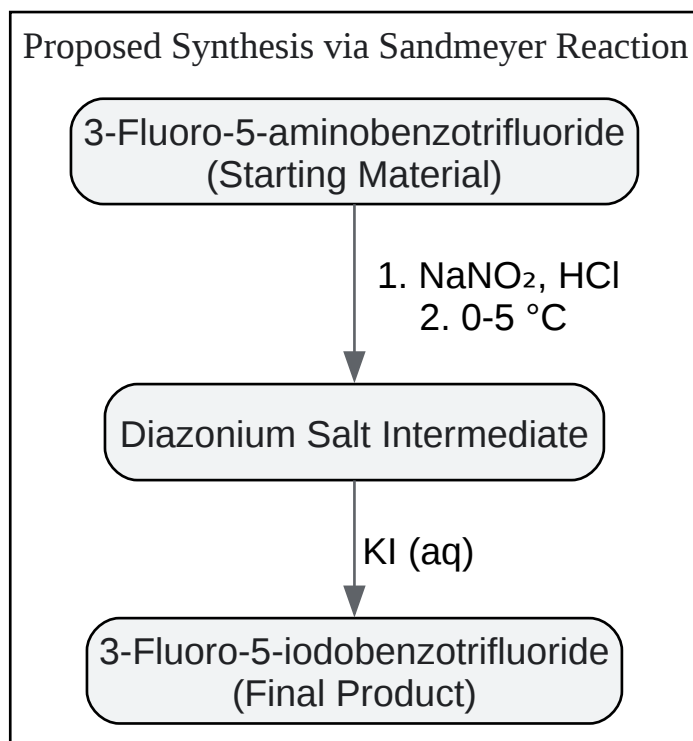 Proposed Synthesis via Sandmeyer Reaction
3-Fluoro-5-aminobenzotrifluoride
(Starting Material)
1. NaNO₂, HCl
2. 0-5 °C
Diazonium Salt Intermediate
KI (aq)
3-Fluoro-5-iodobenzotrifluoride
(Final Product)